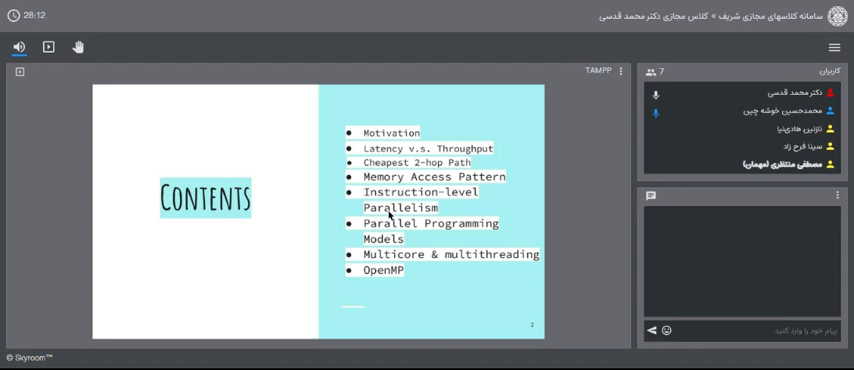 28:12
سامانه کلاسهای مجازی شریف » کلاس مجازی دکتر محمد قدسی
TAMPP
CONTENTS
● Motivation
● Latency v.s. Throughput
● Cheapest 2-hop Path
● Memory Access Pattern
● Instruction-level
Parallelism
● Parallel Programming
Models
● Multicore & multithreading
● OpenMP
2
کاربران
7
دکتر محمد قدسی
محمدحسین خوشه چین
نازنین هادی‌نیا
سینا فرح زاد
مصطفی منتظری (مهمان)
پیام خود را وارد کنید.
© Skyroom™